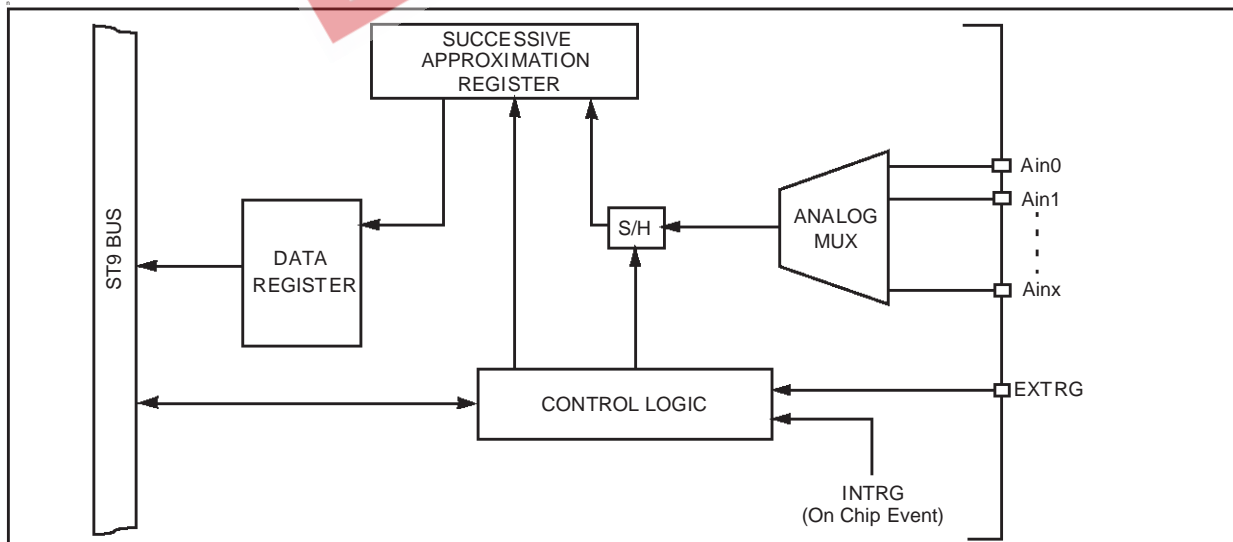 SUCCESSIVE
APPROXIMATION
REGISTER
Ain0
Ain1
ANALOG
MUX
S/H
ST9 BUS
DATA
REGISTER
Ainx
EXTRG
CONTROL LOGIC
INTRG
(On Chip Event)